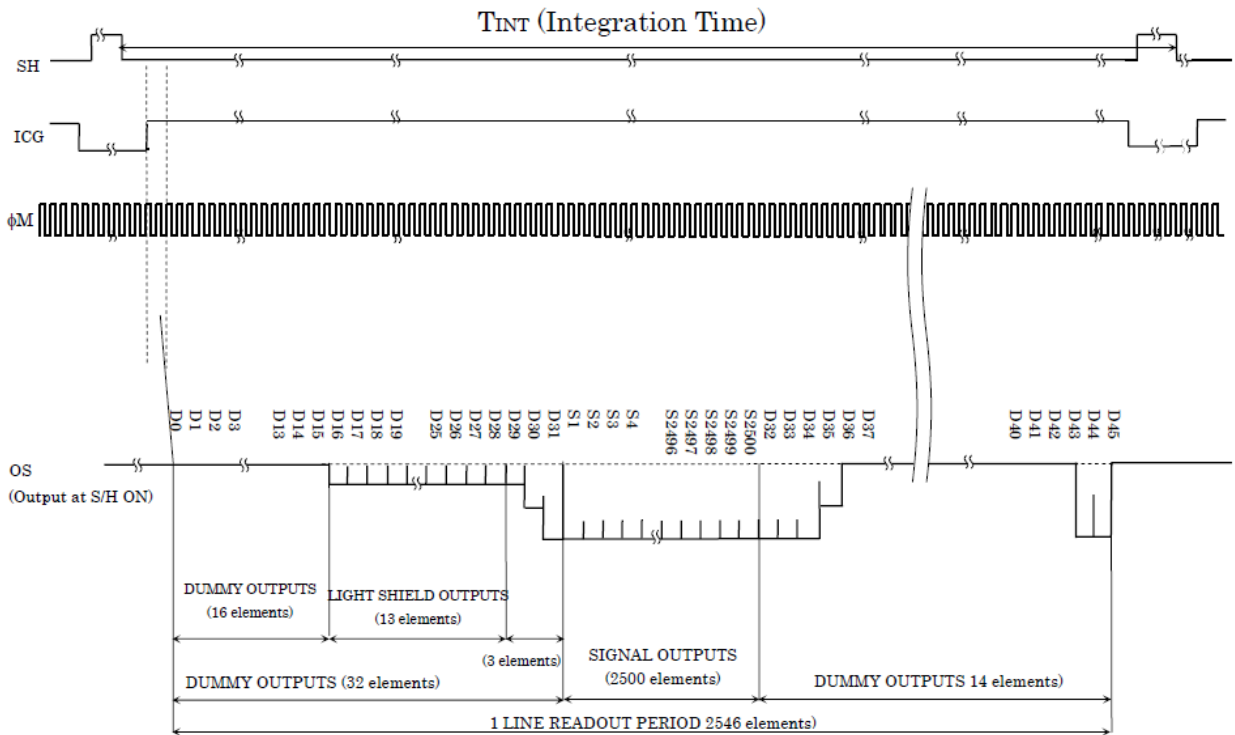 TINT (Integration Time)
SH
ICG
ϕM
D0 D1 D2 D3 D13 D14 D15 D16 D17 D18 D19 D25 D26 D27 D28 D29 D30 D31 S1 S2 S3 S4 S2496 S2497 S2498 S2499 S2500 D32 D33 D34 D35 D36 D37 D40 D41 D42 D43 D44 D45
OS
(Output at S/H ON)
DUMMY OUTPUTS
(16 elements)
LIGHT SHIELD OUTPUTS
(13 elements)
(3 elements)
SIGNAL OUTPUTS
(2500 elements)
DUMMY OUTPUTS (32 elements)
DUMMY OUTPUTS 14 elements)
1 LINE READOUT PERIOD 2546 elements)